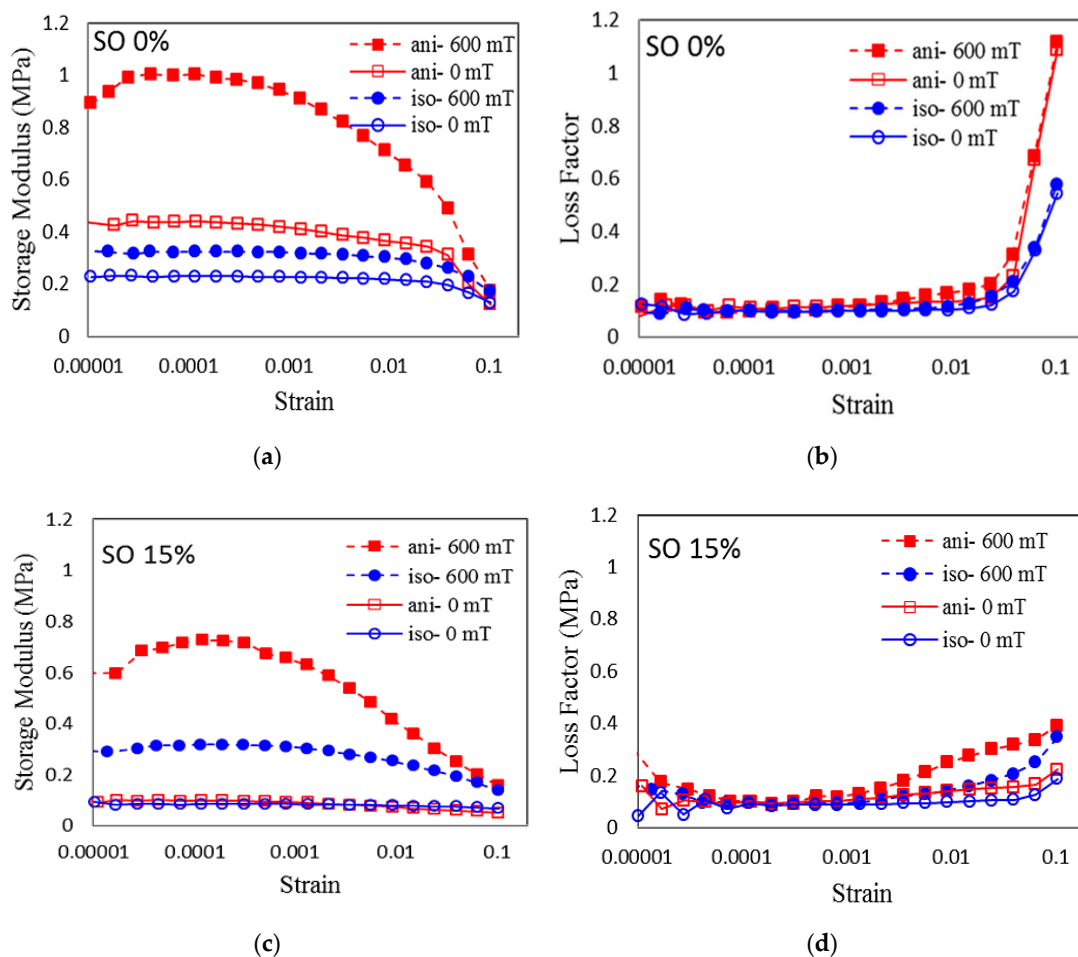 SO 0%
ani- 600 mT
ani- 0 mT
iso- 600 mT
iso- 0 mT
Storage Modulus (MPa)
1.2
1
0.8
0.6
0.4
0.2
0
0.00001 0.0001 0.001 0.01 0.1
Strain
(a)
SO 0%
ani- 600 mT
ani- 0 mT
iso- 600 mT
iso- 0 mT
Loss Factor
1.2
1
0.8
0.6
0.4
0.2
0
0.00001 0.0001 0.001 0.01 0.1
Strain
(b)
SO 15%
ani- 600 mT
iso- 600 mT
ani- 0 mT
iso- 0 mT
Storage Modulus (MPa)
1.2
1
0.8
0.6
0.4
0.2
0
0.00001 0.0001 0.001 0.01 0.1
Strain
(c)
SO 15%
ani- 600 mT
iso- 600 mT
ani- 0 mT
iso- 0 mT
Loss Factor (MPa)
1.2
1
0.8
0.6
0.4
0.2
0
0.00001 0.0001 0.001 0.01 0.1
Strain
(d)